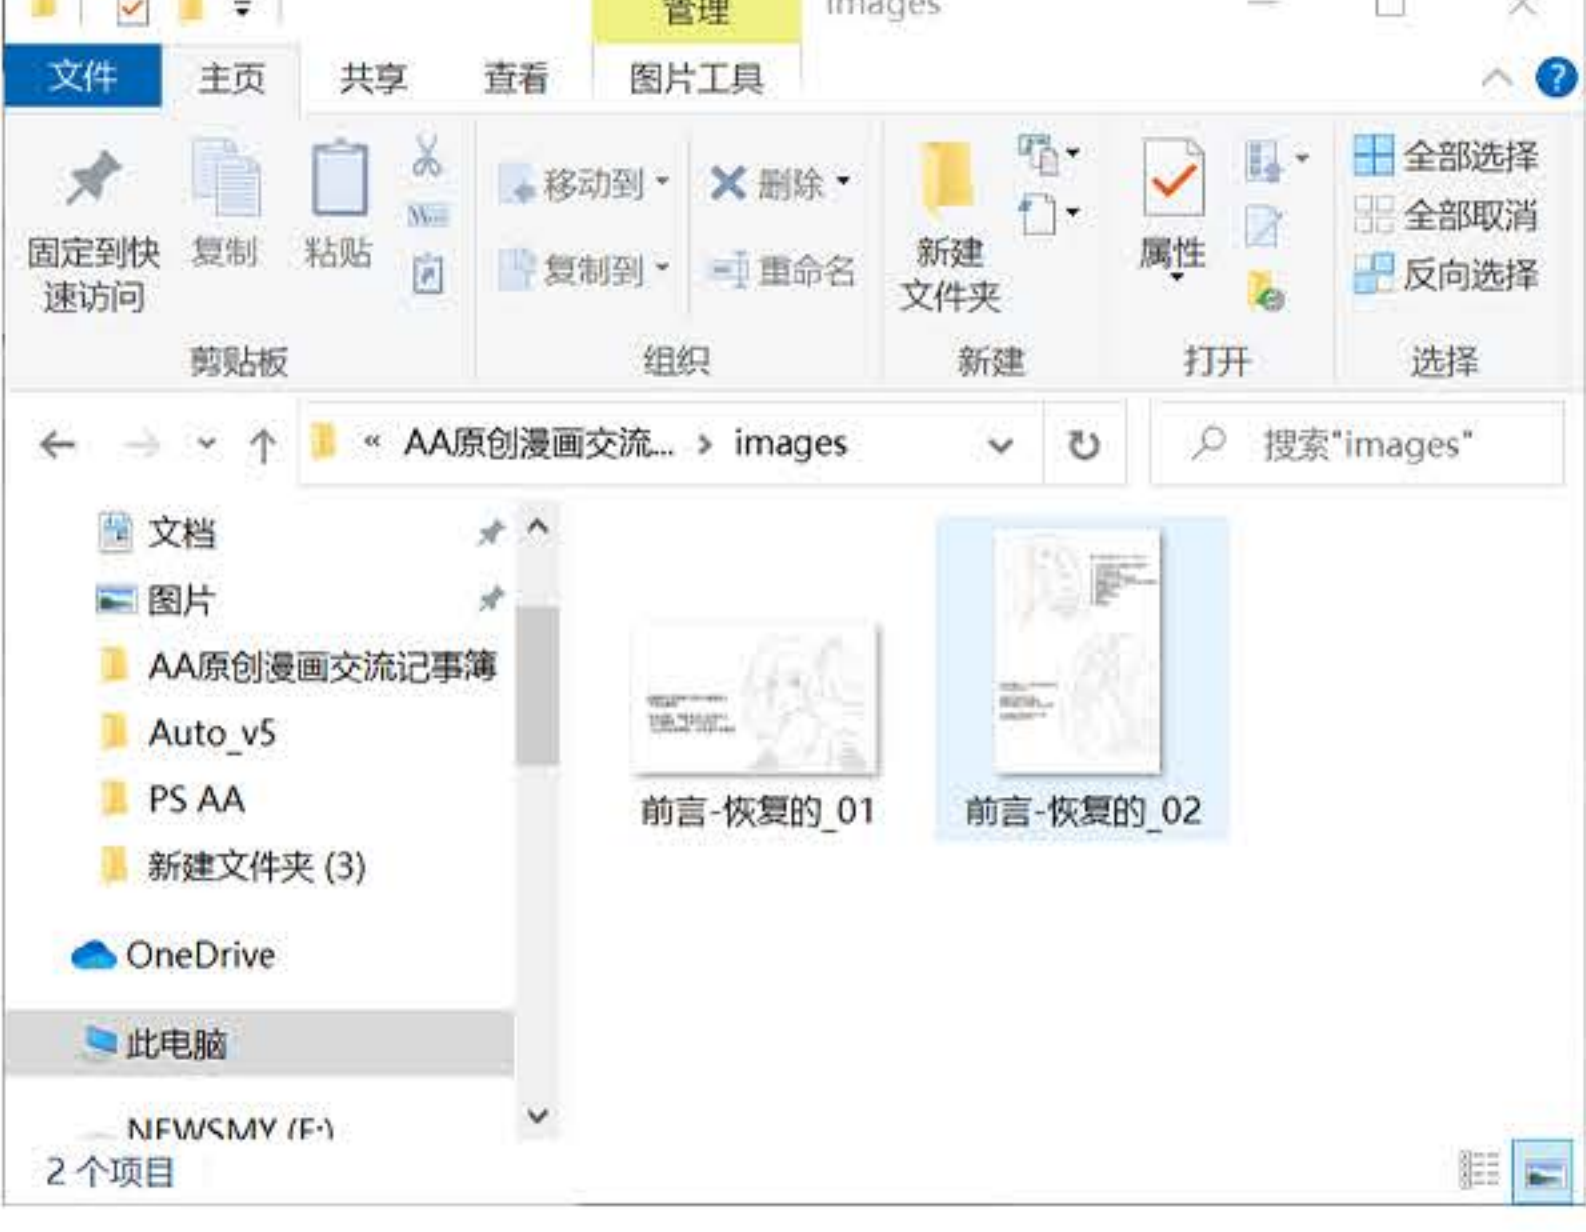 管理
images
文件 主页 共享 查看 图片工具
固定到快
速访问
复制
粘贴
移动到
复制到
删除
重命名
新建
文件夹
属性
全部选择
全部取消
反向选择
剪贴板 组织 新建 打开 选择
« AA原创漫画交流... › images
搜索"images"
文档
图片
AA原创漫画交流记事簿
Auto_v5
PS AA
新建文件夹 (3)
OneDrive
此电脑
NEWSMY (F:)
前言-恢复的_01
前言-恢复的_02
2 个项目